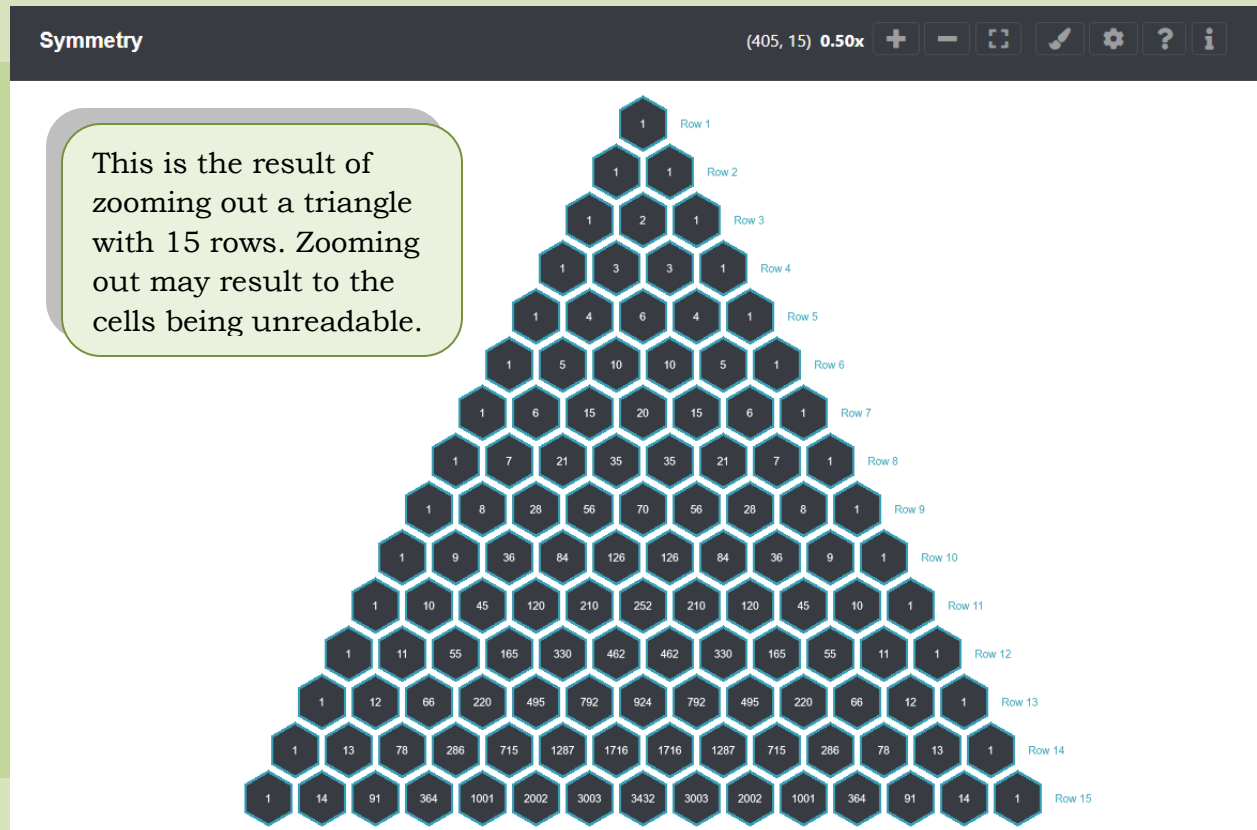 Symmetry
(405, 15) 0.50x
This is the result of
zooming out a triangle
with 15 rows. Zooming
out may result to the
cells being unreadable.
1 Row 1
1 1 Row 2
1 2 1 Row 3
1 3 3 1 Row 4
1 4 6 4 1 Row 5
1 5 10 10 5 1 Row 6
1 6 15 20 15 6 1 Row 7
1 7 21 35 35 21 7 1 Row 8
1 8 28 56 70 56 28 8 1 Row 9
1 9 36 84 126 126 84 36 9 1 Row 10
1 10 45 120 210 252 210 120 45 10 1 Row 11
1 11 55 165 330 462 462 330 165 55 11 1 Row 12
1 12 66 220 495 792 924 792 495 220 66 12 1 Row 13
1 13 78 286 715 1287 1716 1716 1287 715 286 78 13 1 Row 14
1 14 91 364 1001 2002 3003 3432 3003 2002 1001 364 91 14 1 Row 15